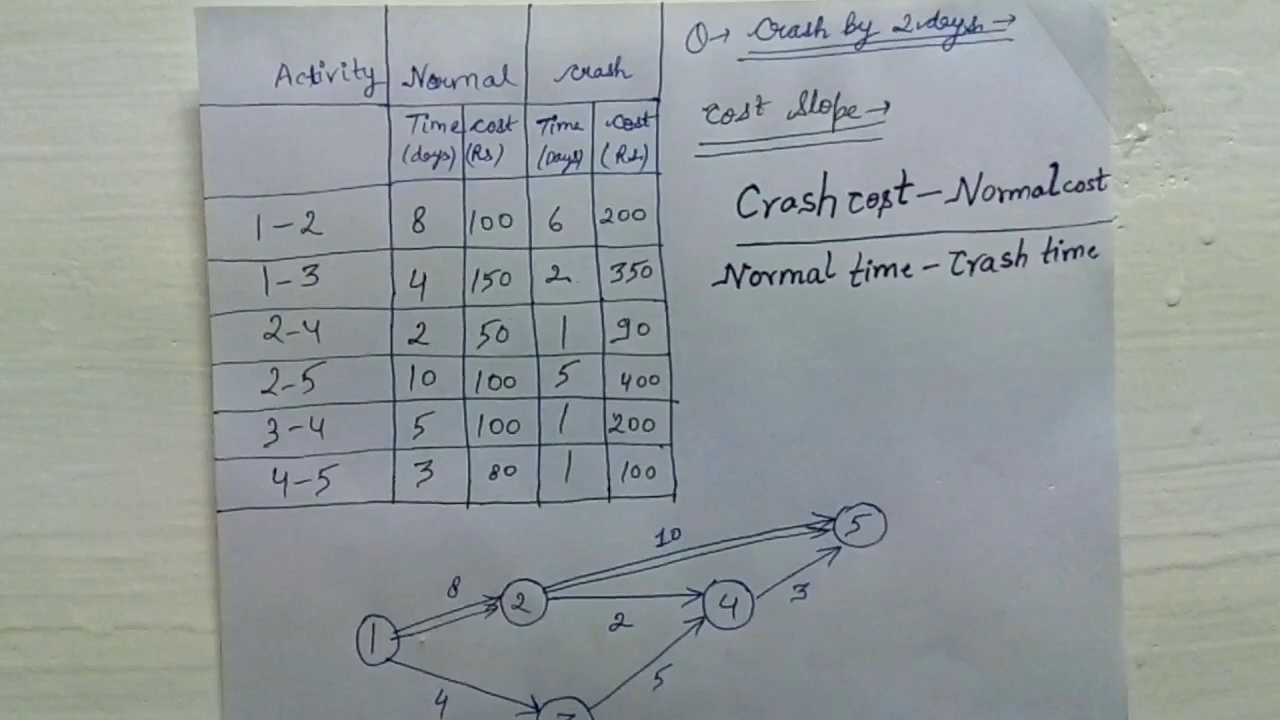 Activity Normal crash
Time cost Time cost
(days) (Rs) (Days) (Rs.)
1-2 8 100 6 200
1-3 4 150 2 350
2-4 2 50 1 90
2-5 10 100 5 400
3-4 5 100 1 200
4-5 3 80 1 100
Q→ Crash by 2 days→
Cost Slope→
Crash cost - Normal cost
Normal time - Crash time
10
5
8
2
4
3
1
2
5
4